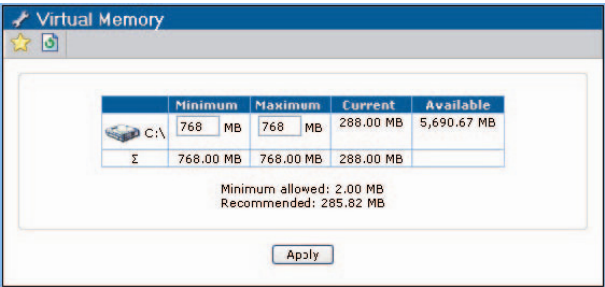 Virtual Memory
Minimum Maximum Current Available
C:\ 768 MB 768 MB 288.00 MB 5,690.67 MB
Σ 768.00 MB 768.00 MB 288.00 MB
Minimum allowed: 2.00 MB
Recommended: 285.82 MB
Apply